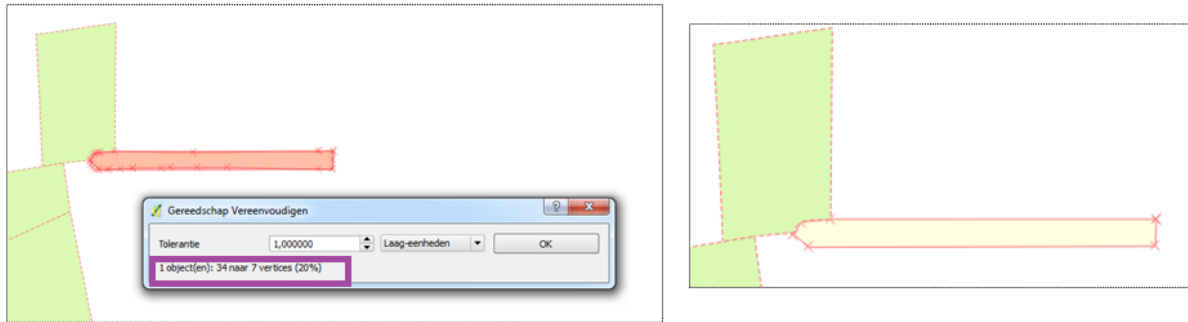 Gereedschap Vereenvoudigen
Tolerantie 1,000000 Laag-eenheden OK
1 object(en): 34 naar 7 vertices (20%)